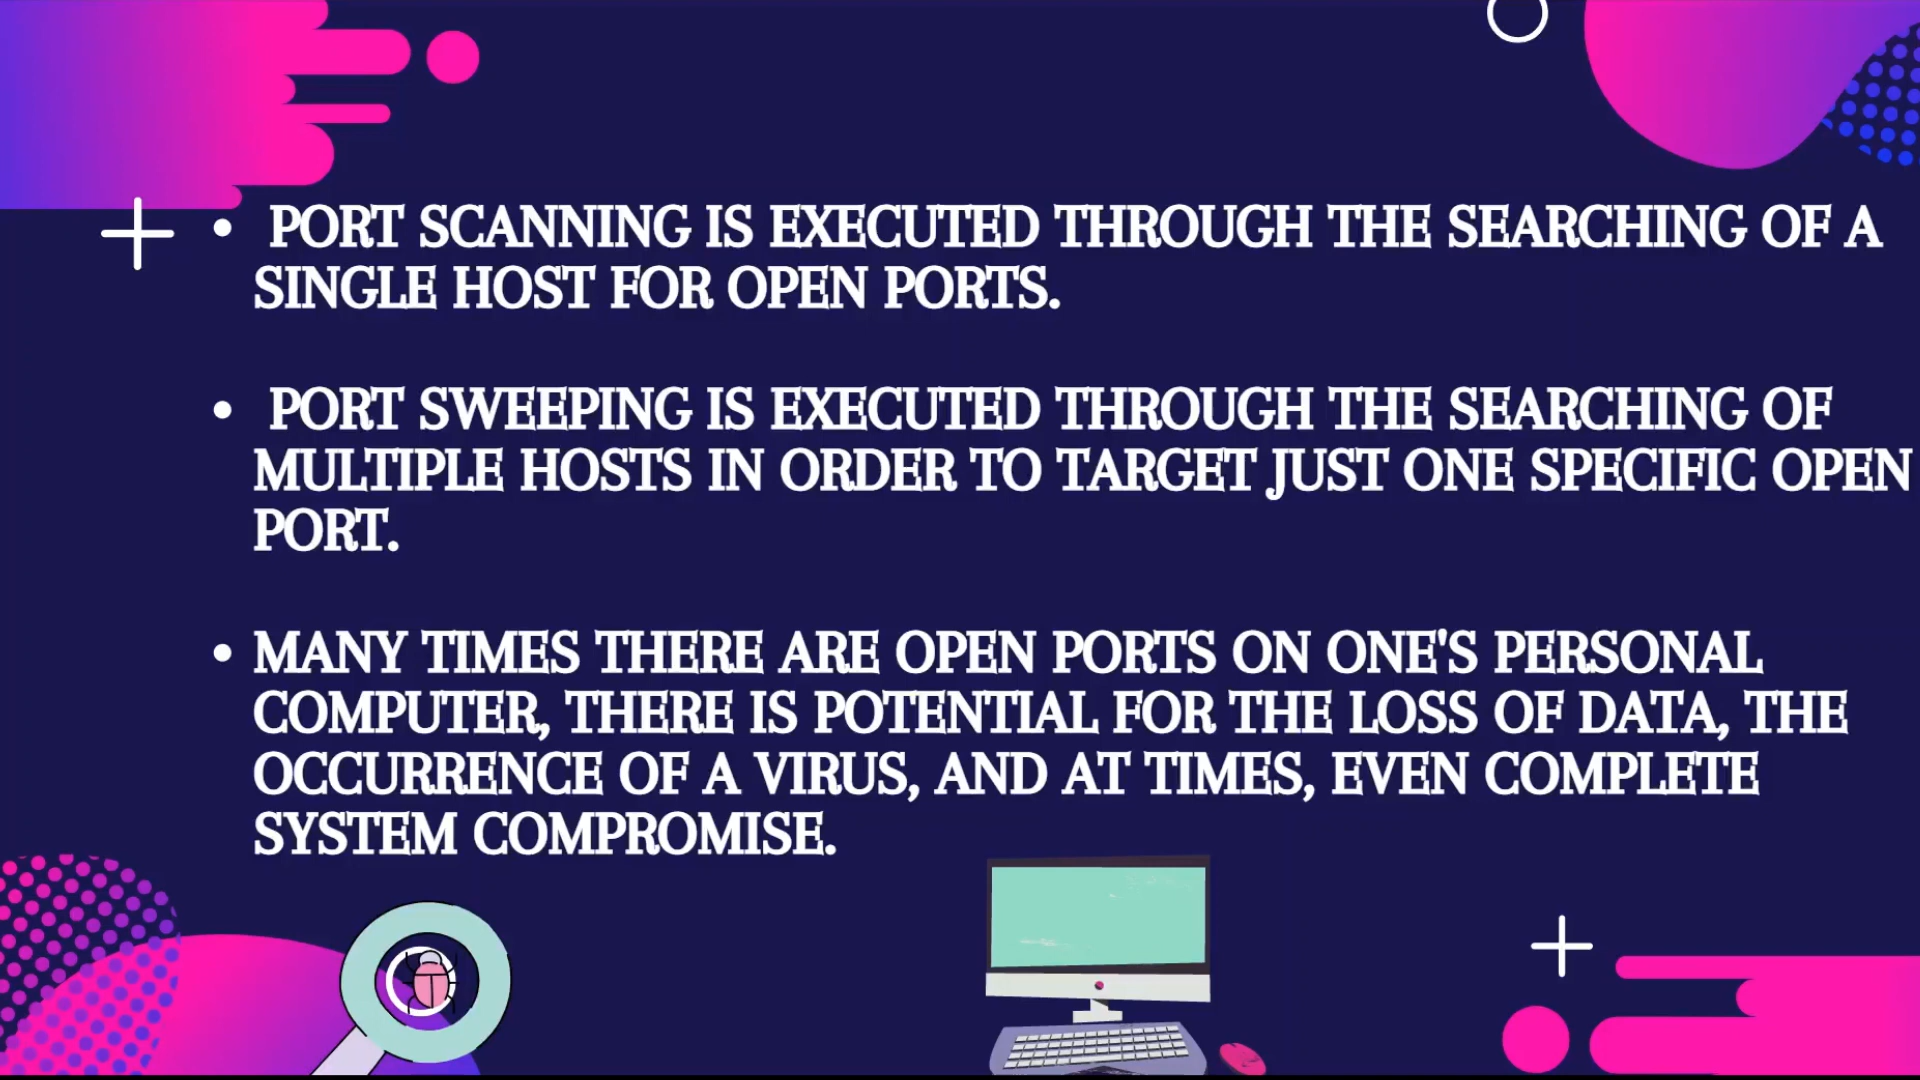 • PORT SCANNING IS EXECUTED THROUGH THE SEARCHING OF A
SINGLE HOST FOR OPEN PORTS.
• PORT SWEEPING IS EXECUTED THROUGH THE SEARCHING OF
MULTIPLE HOSTS IN ORDER TO TARGET JUST ONE SPECIFIC OPEN
PORT.
• MANY TIMES THERE ARE OPEN PORTS ON ONE'S PERSONAL
COMPUTER, THERE IS POTENTIAL FOR THE LOSS OF DATA, THE
OCCURRENCE OF A VIRUS, AND AT TIMES, EVEN COMPLETE
SYSTEM COMPROMISE.